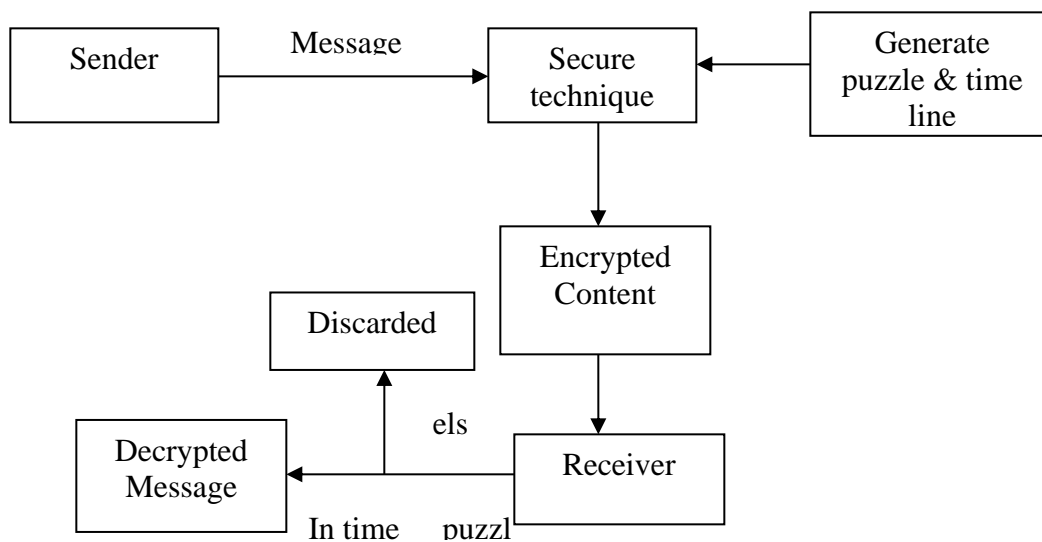 Sender
Message
Secure
technique
Generate
puzzle & time
line
Encrypted
Content
Discarded
els
Decrypted
Message
Receiver
In time puzzl